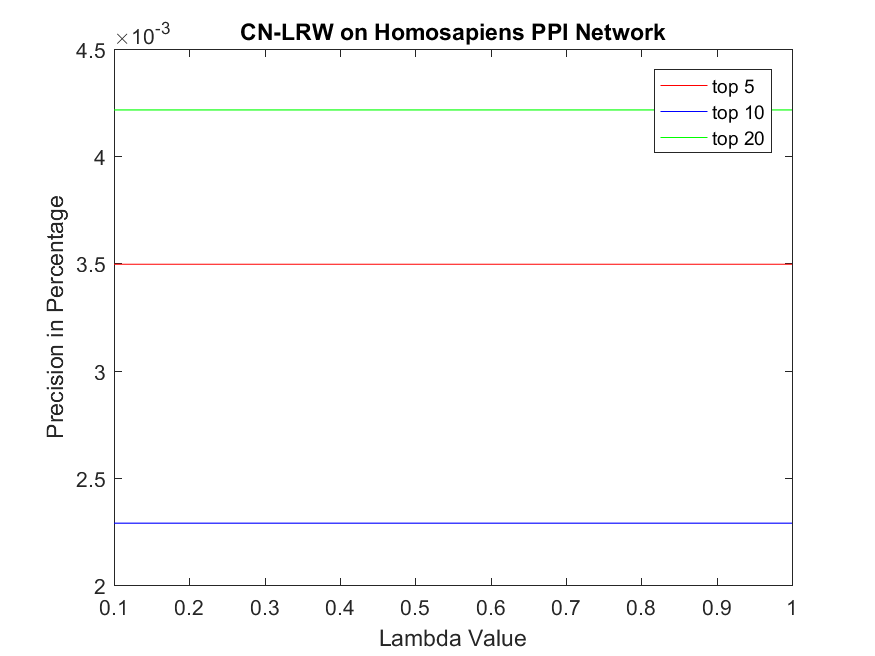 CN-LRW on Homosapiens PPI Network
×10-3
4.5
4
3.5
3
2.5
2
Precision in Percentage
top 5
top 10
top 20
0.1 0.2 0.3 0.4 0.5 0.6 0.7 0.8 0.9 1
Lambda Value